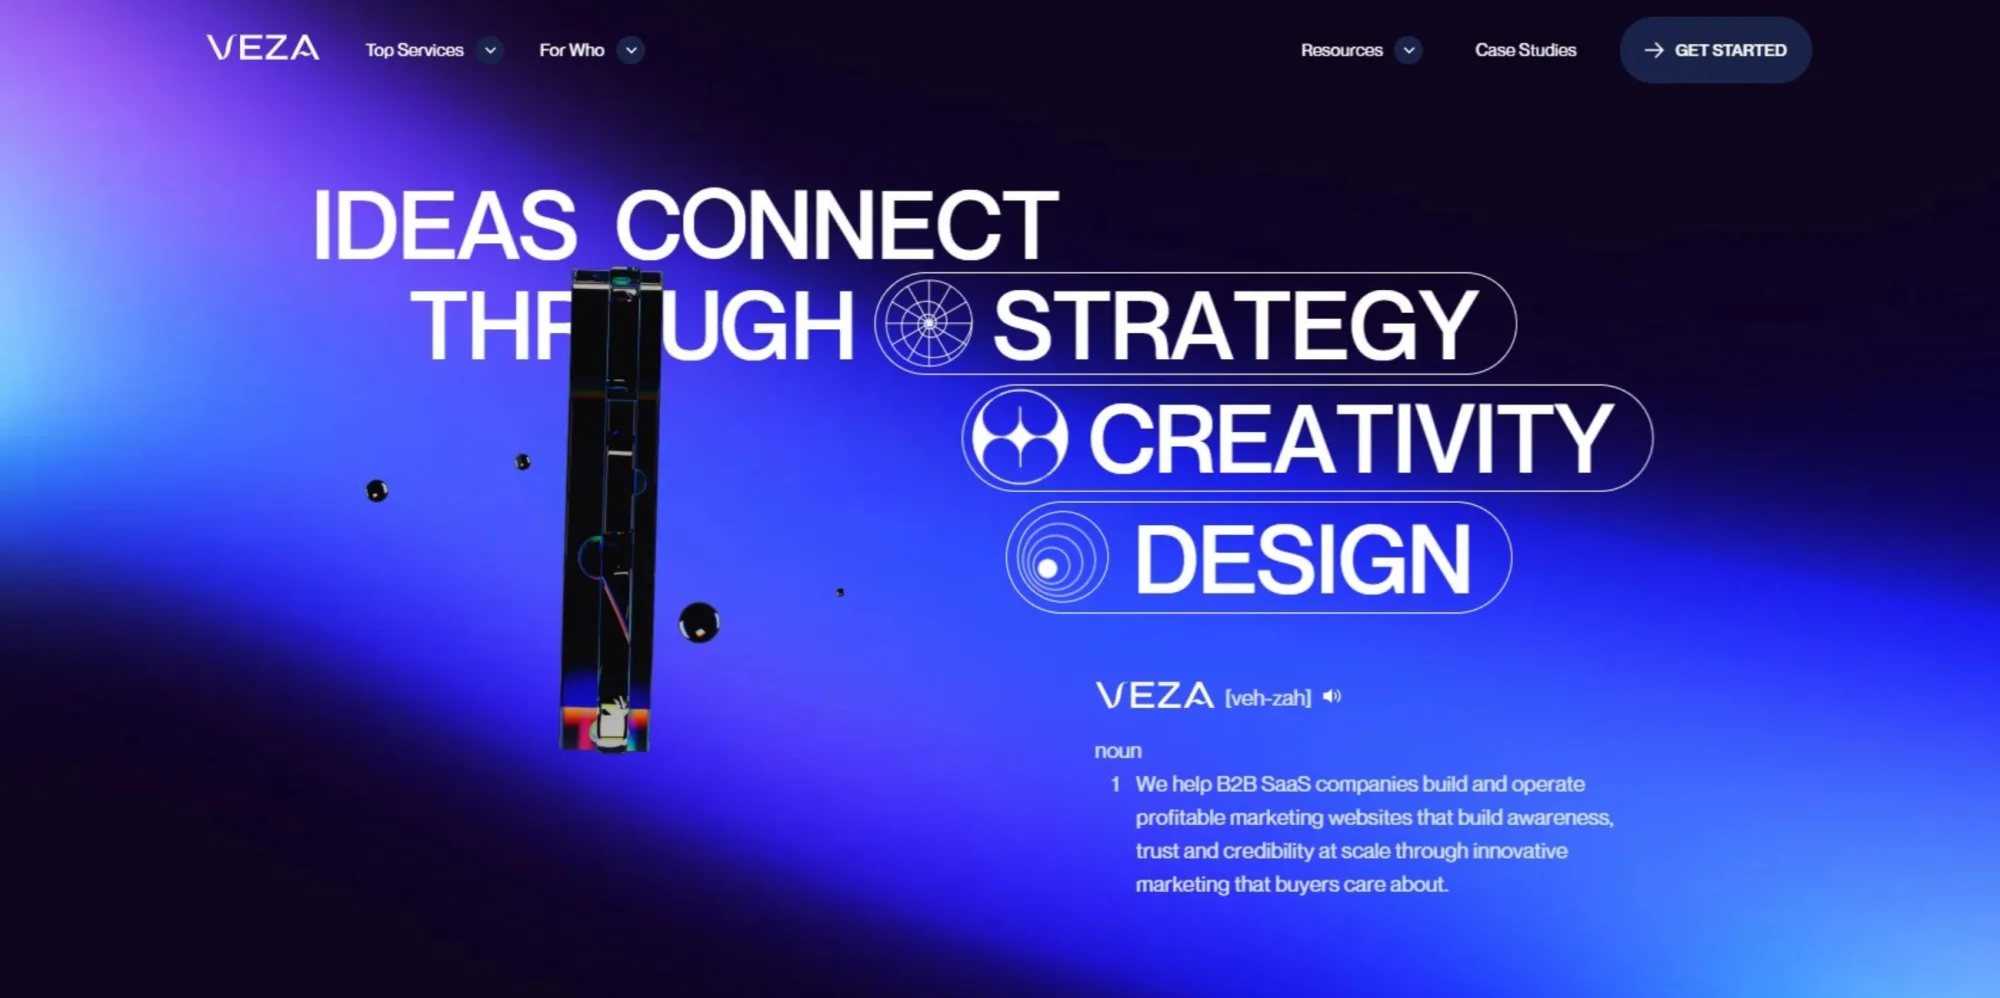 VEZA Top Services For Who Resources Case Studies GET STARTED
IDEAS CONNECT
THR UGH STRATEGY
CREATIVITY
DESIGN
VEZA [veh-zah]
noun
1 We help B2B SaaS companies build and operate
profitable marketing websites that build awareness,
trust and credibility at scale through innovative
marketing that buyers care about.